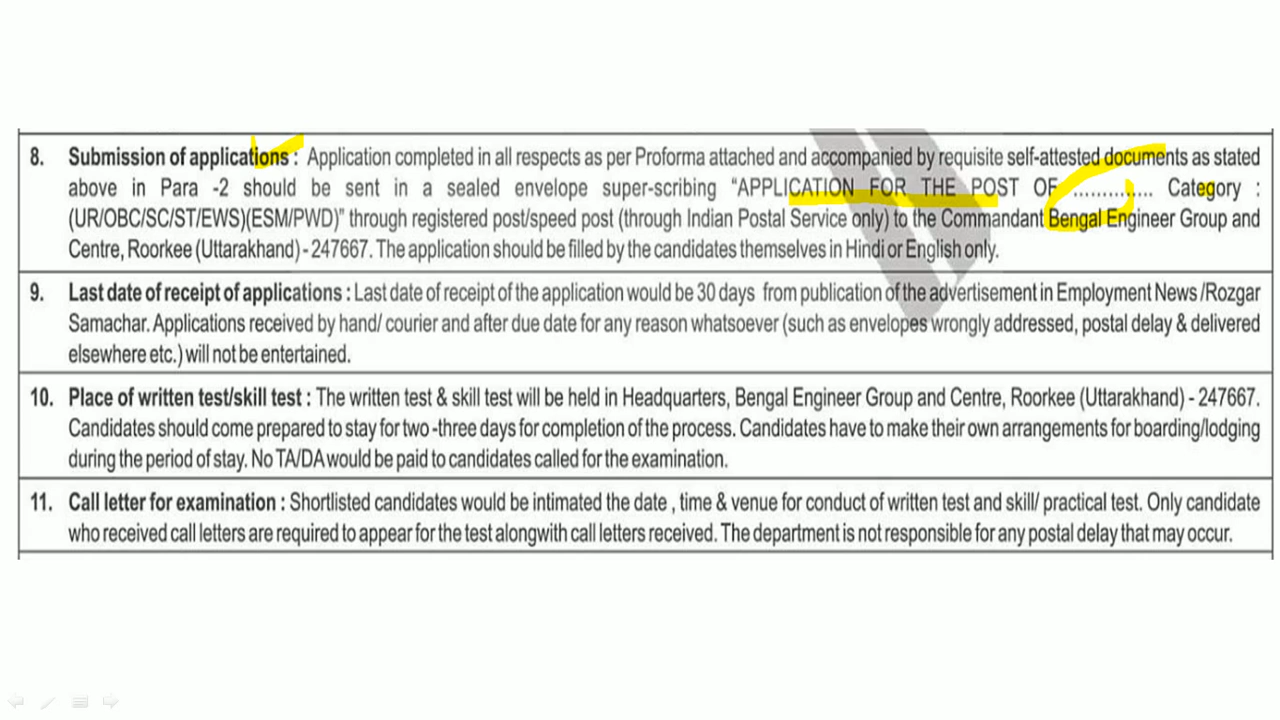 8. Submission of applications : Application completed in all respects as per Proforma attached and accompanied by requisite self-attested documents as stated
above in Para -2 should be sent in a sealed envelope super-scribing “APPLICATION FOR THE POST OF .............. Category :
(UR/OBC/SC/ST/EWS)(ESM/PWD)” through registered post/speed post (through Indian Postal Service only) to the Commandant Bengal Engineer Group and
Centre, Roorkee (Uttarakhand) - 247667. The application should be filled by the candidates themselves in Hindi or English only.
9. Last date of receipt of applications : Last date of receipt of the application would be 30 days from publication of the advertisement in Employment News /Rozgar
Samachar. Applications received by hand/ courier and after due date for any reason whatsoever (such as envelopes wrongly addressed, postal delay & delivered
elsewhere etc.) will not be entertained.
10. Place of written test/skill test : The written test & skill test will be held in Headquarters, Bengal Engineer Group and Centre, Roorkee (Uttarakhand) - 247667.
Candidates should come prepared to stay for two -three days for completion of the process. Candidates have to make their own arrangements for boarding/lodging
during the period of stay. No TA/DA would be paid to candidates called for the examination.
11. Call letter for examination : Shortlisted candidates would be intimated the date , time & venue for conduct of written test and skill/ practical test. Only candidate
who received call letters are required to appear for the test alongwith call letters received. The department is not responsible for any postal delay that may occur.